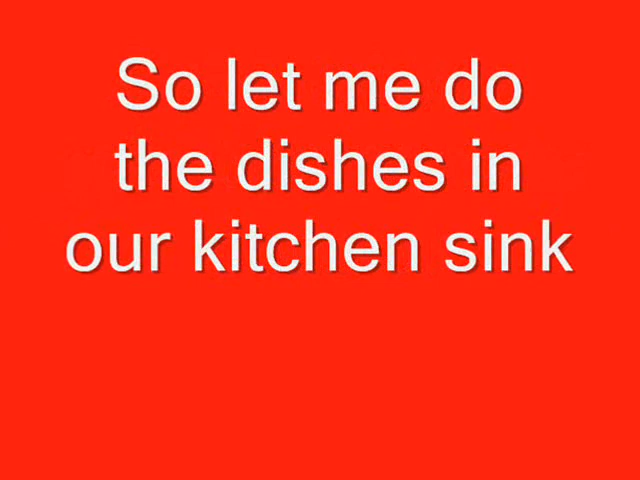 So let me do
the dishes in
our kitchen sink